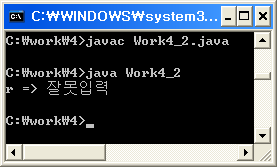 C:₩WINDOWS₩system3...
C:₩work₩4>javac Work4_2.java
C:₩work₩4>java Work4_2
r => 잘못입력
C:₩work₩4>